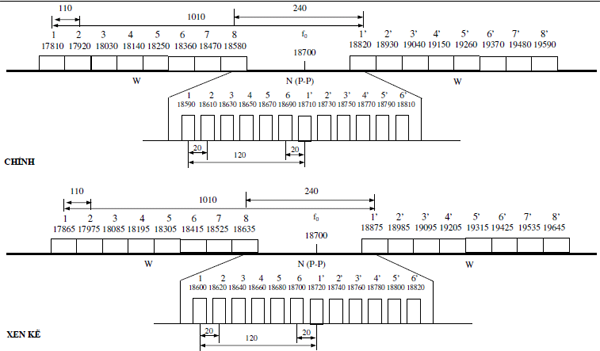 110
1010
240
1 2 3 4 5 6 7 8 f₀ 1' 2' 3' 4' 5' 6' 7' 8'
17810 17920 18030 18140 18250 18360 18470 18580 18700 18820 18930 19040 19150 19260 19370 19480 19590
W N (P-P) W
1 2 3 4 5 6 1' 2' 3' 4' 5' 6'
18590 18610 18630 18650 18670 18690 18710 18730 18750 18770 18790 18810
20 20
120
CHÍNH
110
1010
240
1 2 3 4 5 6 7 8 f₀ 1' 2' 3' 4' 5' 6' 7' 8'
17865 17975 18085 18195 18305 18415 18525 18635 18700 18875 18985 19095 19205 19315 19425 19535 19645
W N (P-P) W
1 2 3 4 5 6 1' 2' 3' 4' 5' 6'
18600 18620 18640 18660 18680 18700 18720 18740 18760 18780 18800 18820
20 20
120
XEN KẼ